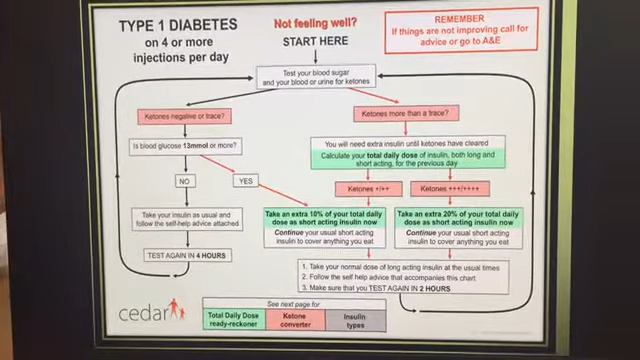 TYPE 1 DIABETES
on 4 or more
injections per day
Not feeling well?
START HERE
REMEMBER
If things are not improving call for
advice or go to A&E
Test your blood sugar
and your blood or urine for ketones
Ketones negative or trace?
Ketones more than a trace?
Is blood glucose 13mmol or more?
You will need extra insulin until ketones have cleared
Calculate your total daily dose of insulin, both long and
short acting, for the previous day
NO
YES
Ketones +/++
Ketones +++/++++
Take your insulin as usual and
follow the self-help advice attached
Take an extra 10% of your total daily
dose as short acting insulin now
Continue your usual short acting
insulin to cover anything you eat
Take an extra 20% of your total daily
dose as short acting insulin now
Continue your usual short acting
insulin to cover anything you eat
TEST AGAIN IN 4 HOURS
1. Take your normal dose of long acting insulin at the usual times
2. Follow the self help advice that accompanies this chart
3. Make sure that you TEST AGAIN IN 2 HOURS
cedar
See next page for
Total Daily Dose
ready-reckoner
Ketone
converter
Insulin
types